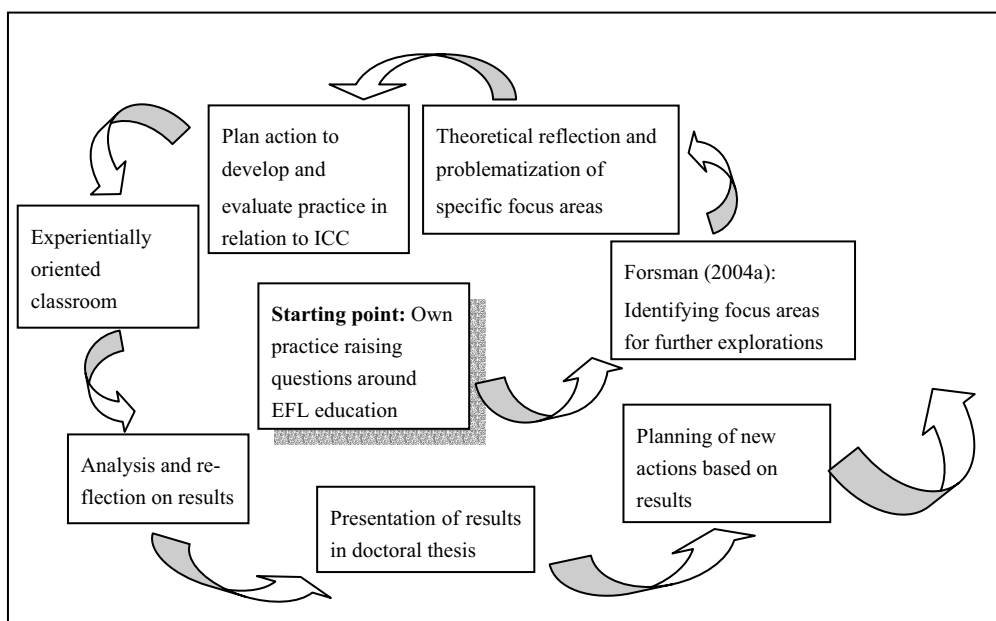 Starting point: Own
practice raising
questions around
EFL education
Forsman (2004a):
Identifying focus areas
for further explorations
Theoretical reflection and
problematization of
specific focus areas
Plan action to
develop and
evaluate practice in
relation to ICC
Experientially
oriented
classroom
Analysis and re-
flection on results
Presentation of results
in doctoral thesis
Planning of new
actions based on
results